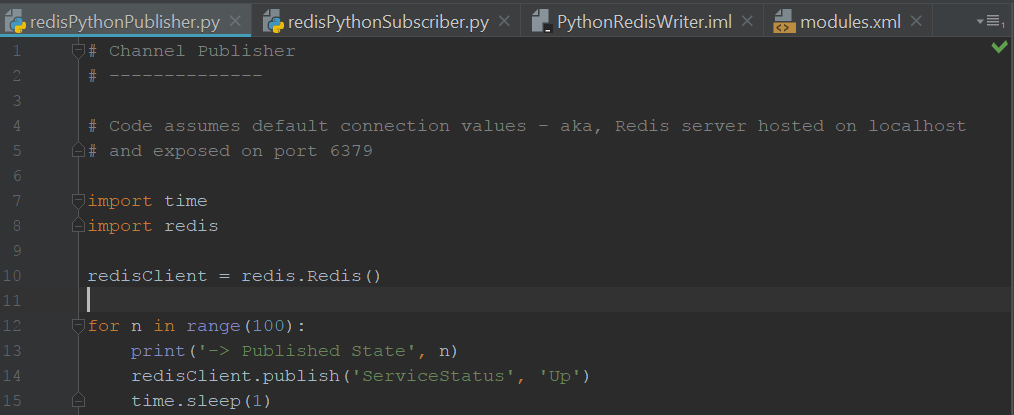 redisPythonPublisher.py redisPythonSubscriber.py PythonRedisWriter.iml modules.xml 1
1 # Channel Publisher
2 # --------------
3
4 # Code assumes default connection values - aka, Redis server hosted on localhost
5 # and exposed on port 6379
6
7 import time
8 import redis
9
10 redisClient = redis.Redis()
11
12 for n in range(100):
13     print('-> Published State', n)
14     redisClient.publish('ServiceStatus', 'Up')
15     time.sleep(1)